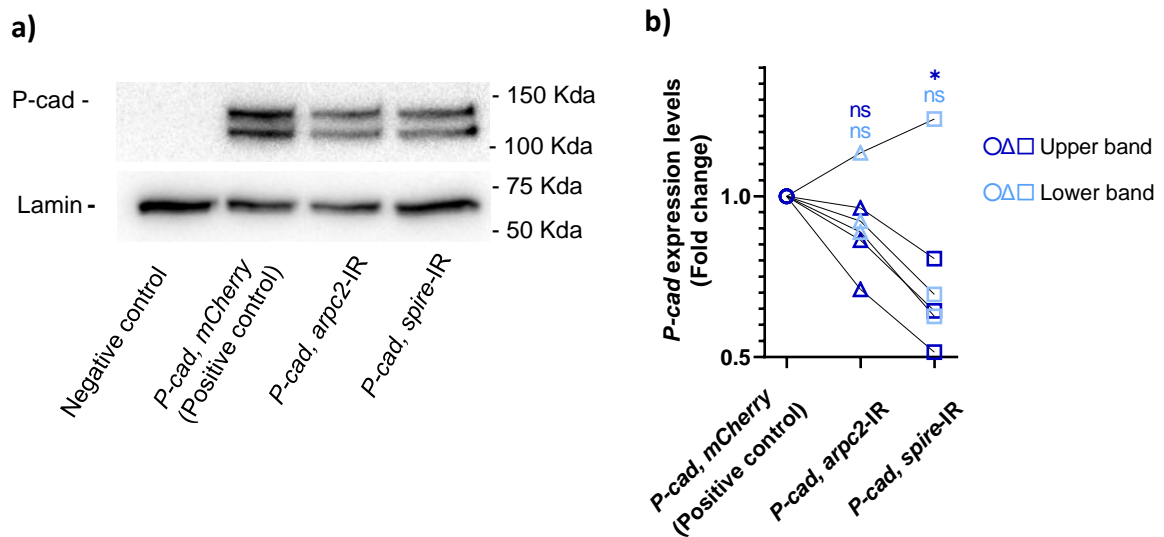 a)
P-cad -
- 150 Kda
- 100 Kda
Lamin -
- 75 Kda
- 50 Kda
Negative control
P-cad, mCherry
(Positive control)
P-cad, arpc2-IR
P-cad, spire-IR
b)
P-cad expression levels
(Fold change)
1.0
0.5
ns
ns
*
ns
Upper band
Lower band
P-cad, mCherry
(Positive control)
P-cad, arpc2-IR
P-cad, spire-IR